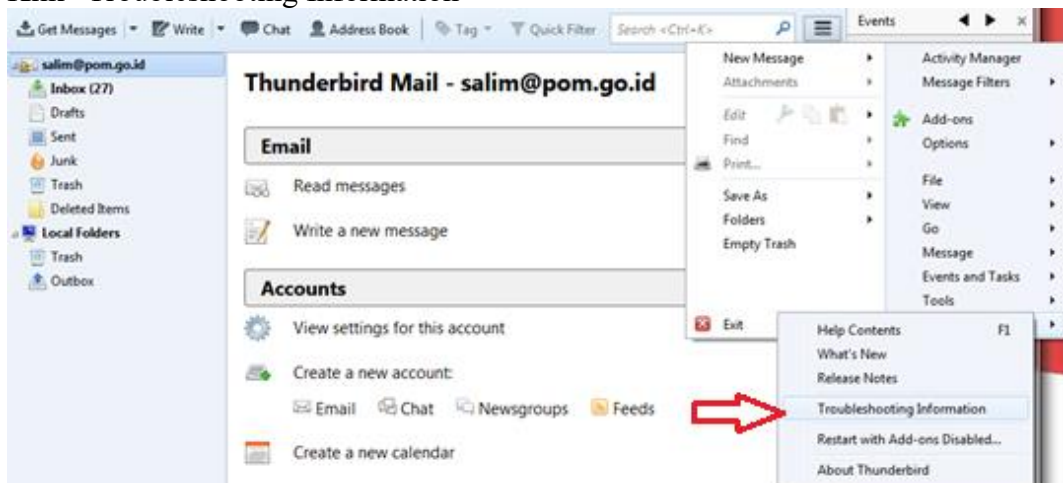 Troubleshooting Information
Get Messages Write Chat Address Book Tag Quick Filter Search <Ctrl+K> Events
salim@pom.go.id
Inbox (27)
Drafts
Sent
Junk
Trash
Deleted Items
Local Folders
Trash
Outbox
Thunderbird Mail - salim@pom.go.id
Email
Read messages
Write a new message
Accounts
View settings for this account
Create a new account:
Email Chat Newsgroups Feeds
Create a new calendar
New Message
Attachments
Edit
Find
Print...
Save As
Folders
Empty Trash
Exit
Activity Manager
Message Filters
Add-ons
Options
File
View
Go
Message
Events and Tasks
Tools
Help Contents F1
What's New
Release Notes
Troubleshooting Information
Restart with Add-ons Disabled...
About Thunderbird